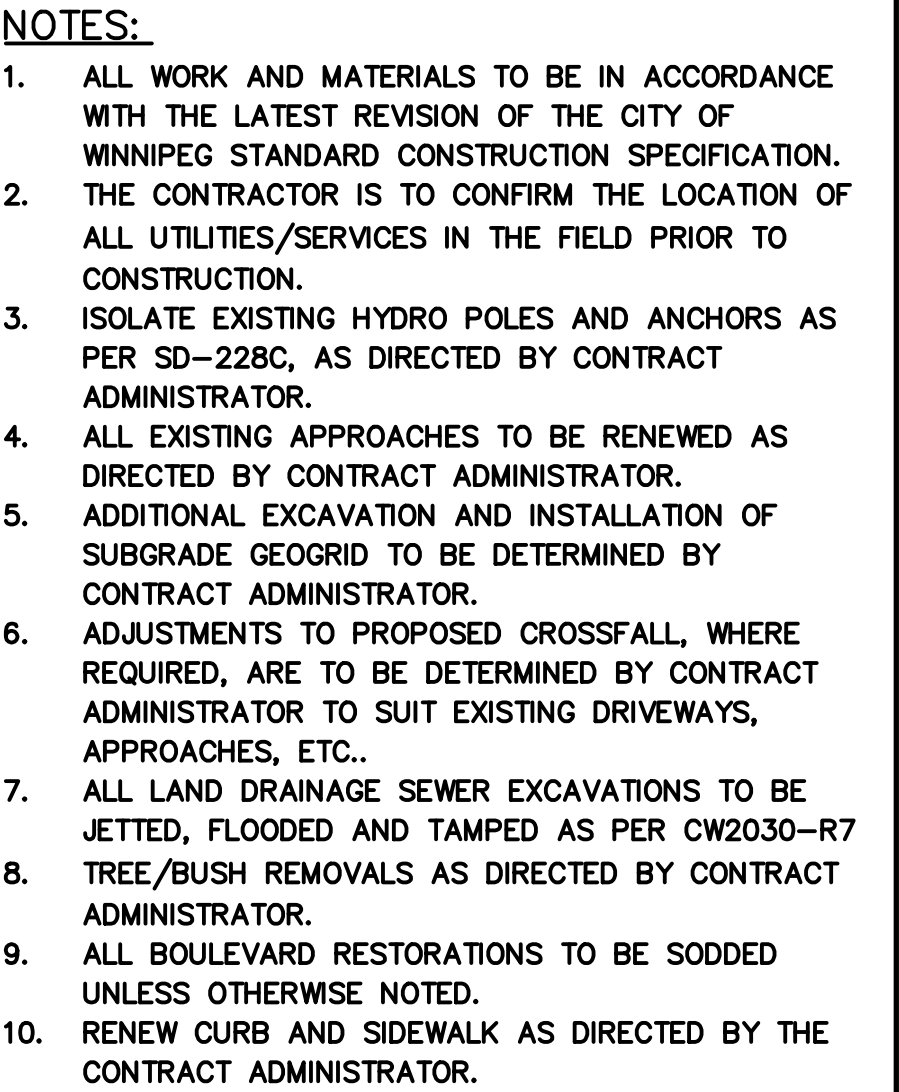 NOTES:
1. ALL WORK AND MATERIALS TO BE IN ACCORDANCE
WITH THE LATEST REVISION OF THE CITY OF
WINNIPEG STANDARD CONSTRUCTION SPECIFICATION.
2. THE CONTRACTOR IS TO CONFIRM THE LOCATION OF
ALL UTILITIES/SERVICES IN THE FIELD PRIOR TO
CONSTRUCTION.
3. ISOLATE EXISTING HYDRO POLES AND ANCHORS AS
PER SD-228C, AS DIRECTED BY CONTRACT
ADMINISTRATOR.
4. ALL EXISTING APPROACHES TO BE RENEWED AS
DIRECTED BY CONTRACT ADMINISTRATOR.
5. ADDITIONAL EXCAVATION AND INSTALLATION OF
SUBGRADE GEOGRID TO BE DETERMINED BY
CONTRACT ADMINISTRATOR.
6. ADJUSTMENTS TO PROPOSED CROSSFALL, WHERE
REQUIRED, ARE TO BE DETERMINED BY CONTRACT
ADMINISTRATOR TO SUIT EXISTING DRIVEWAYS,
APPROACHES, ETC..
7. ALL LAND DRAINAGE SEWER EXCAVATIONS TO BE
JETTED, FLOODED AND TAMPED AS PER CW2030-R7
8. TREE/BUSH REMOVALS AS DIRECTED BY CONTRACT
ADMINISTRATOR.
9. ALL BOULEVARD RESTORATIONS TO BE SODDED
UNLESS OTHERWISE NOTED.
10. RENEW CURB AND SIDEWALK AS DIRECTED BY THE
CONTRACT ADMINISTRATOR.